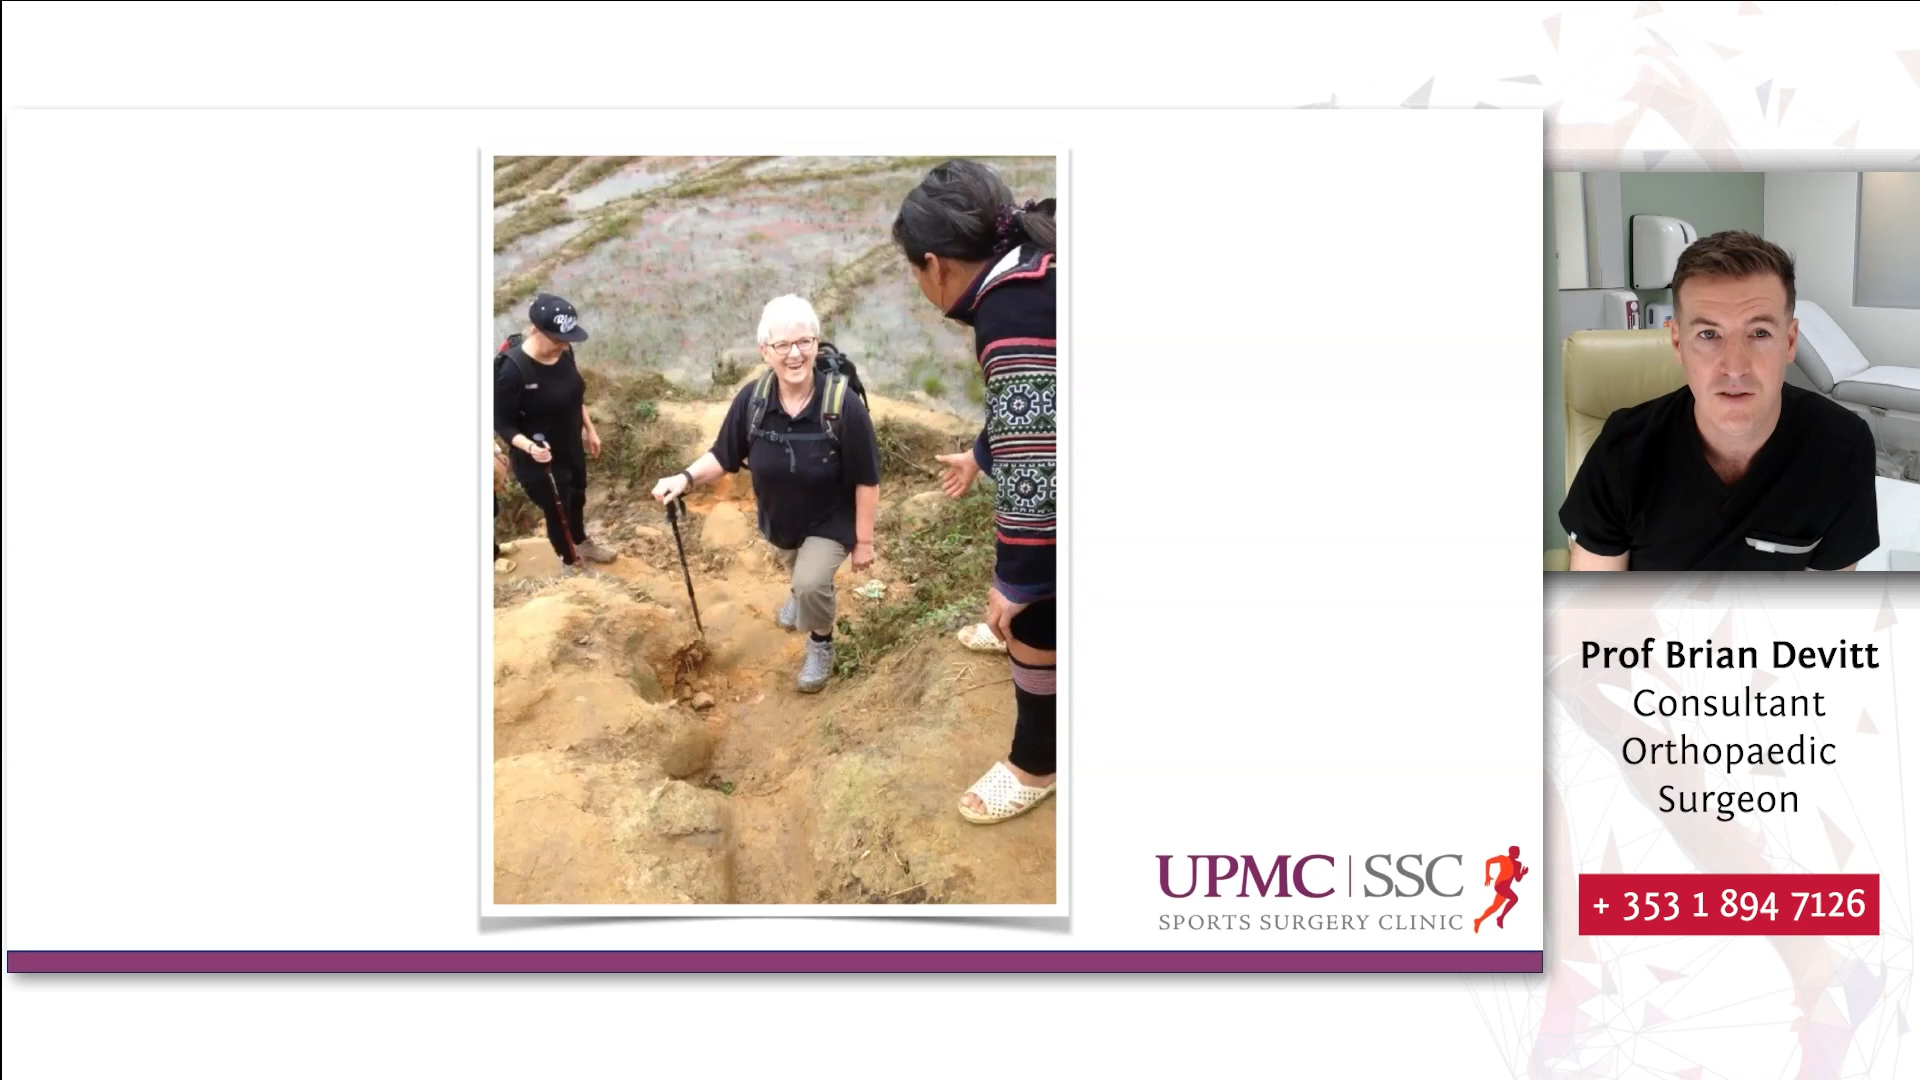 UPMC | SSC
SPORTS SURGERY CLINIC
Prof Brian Devitt
Consultant
Orthopaedic
Surgeon
+ 353 1 894 7126